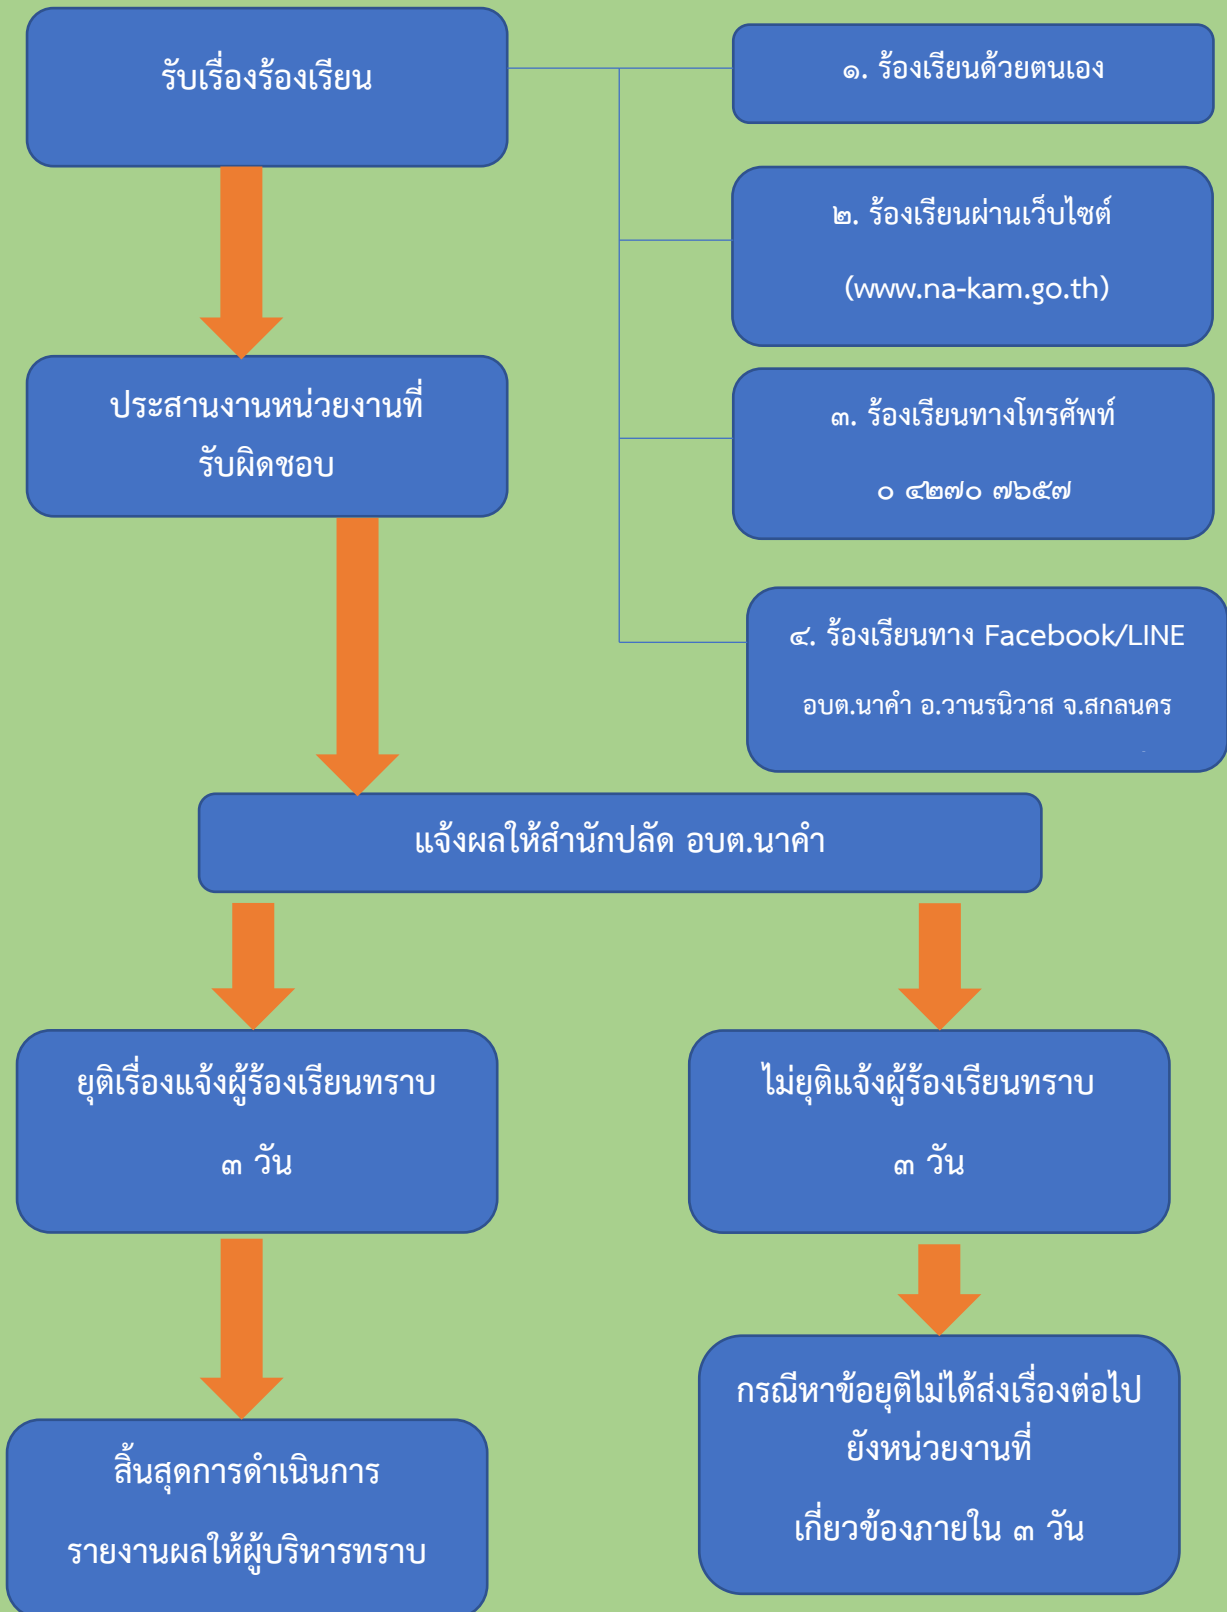 รับเรื่องร้องเรียน
๑. ร้องเรียนด้วยตนเอง
๒. ร้องเรียนผ่านเว็บไซต์
(www.na-kam.go.th)
๓. ร้องเรียนทางโทรศัพท์
๐ ๔๒๗๐ ๗๖๕๗
๔. ร้องเรียนทาง Facebook/LINE
อบต.นาคำ อ.วานรนิวาส จ.สกลนคร
ประสานงานหน่วยงานที่
รับผิดชอบ
แจ้งผลให้สำนักปลัด อบต.นาคำ
ยุติเรื่องแจ้งผู้ร้องเรียนทราบ
๓ วัน
ไม่ยุติแจ้งผู้ร้องเรียนทราบ
๓ วัน
สิ้นสุดการดำเนินการ
รายงานผลให้ผู้บริหารทราบ
กรณีหาข้อยุติไม่ได้ส่งเรื่องต่อไป
ยังหน่วยงานที่
เกี่ยวข้องภายใน ๓ วัน